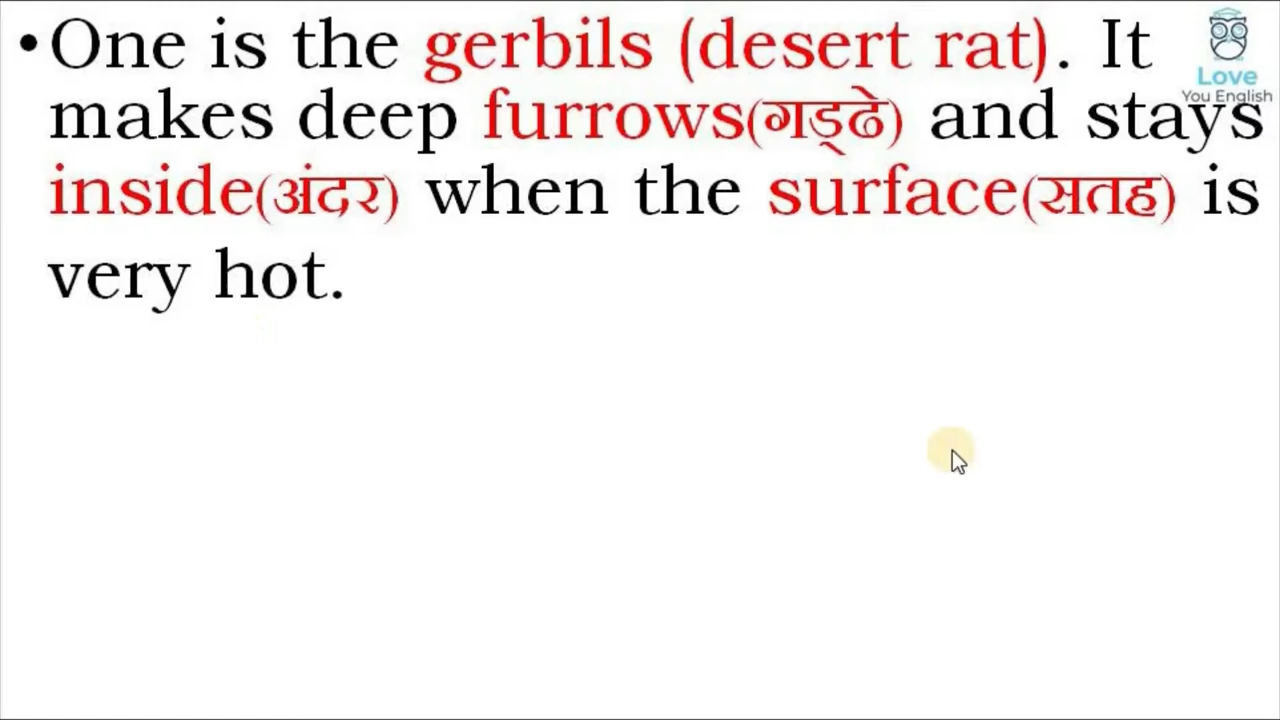 •One is the gerbils (desert rat). It
makes deep furrows(गड्ढे) and stays
inside(अंदर) when the surface(सतह) is
very hot.
Love
You English